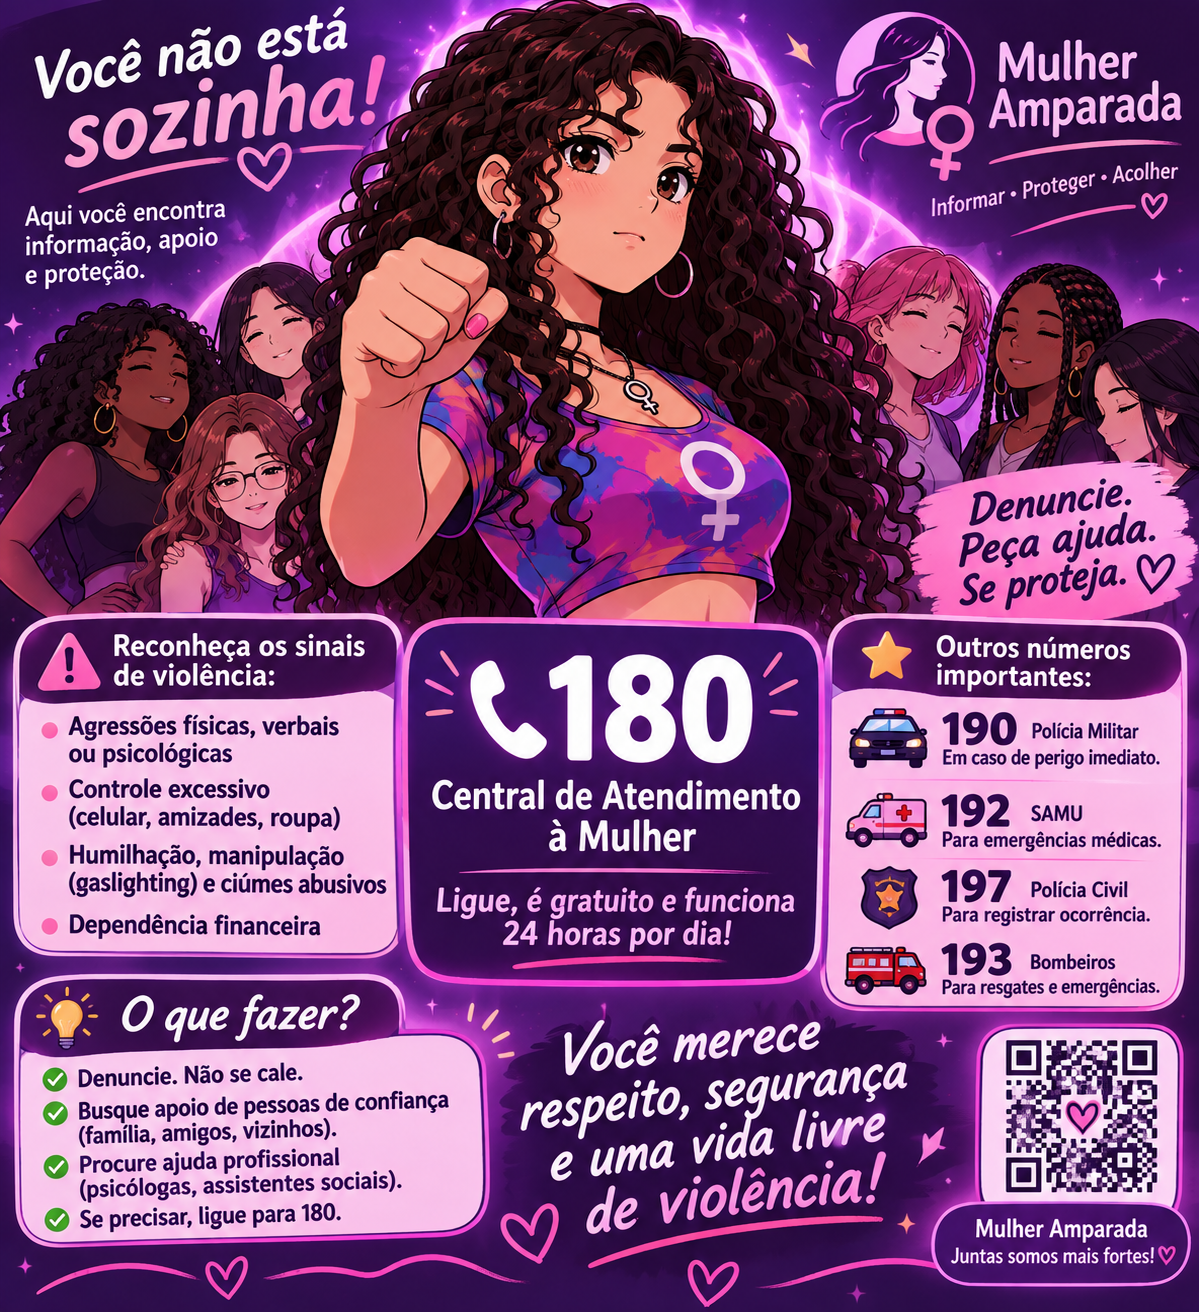 Você não está
sozinha!
Aqui você encontra
informação, apoio
e proteção.
Mulher
Amparada
Informar • Proteger • Acolher
Denuncie.
Peça ajuda.
Se proteja.
Reconheça os sinais
de violência:
Agressões físicas, verbais
ou psicológicas
Controle excessivo
(celular, amizades, roupa)
Humilhação, manipulação
(gaslighting) e ciúmes abusivos
Dependência financeira
180
Central de Atendimento
à Mulher
Ligue, é gratuito e funciona
24 horas por dia!
Outros números
importantes:
190 Polícia Militar
Em caso de perigo imediato.
192 SAMU
Para emergências médicas.
197 Polícia Civil
Para registrar ocorrência.
193 Bombeiros
Para resgates e emergências.
O que fazer?
Denuncie. Não se cale.
Busque apoio de pessoas de confiança
(família, amigos, vizinhos).
Procure ajuda profissional
(psicólogas, assistentes sociais).
Se precisar, ligue para 180.
Você merece
respeito, segurança
e uma vida livre
de violência!
Mulher Amparada
Juntas somos mais fortes!